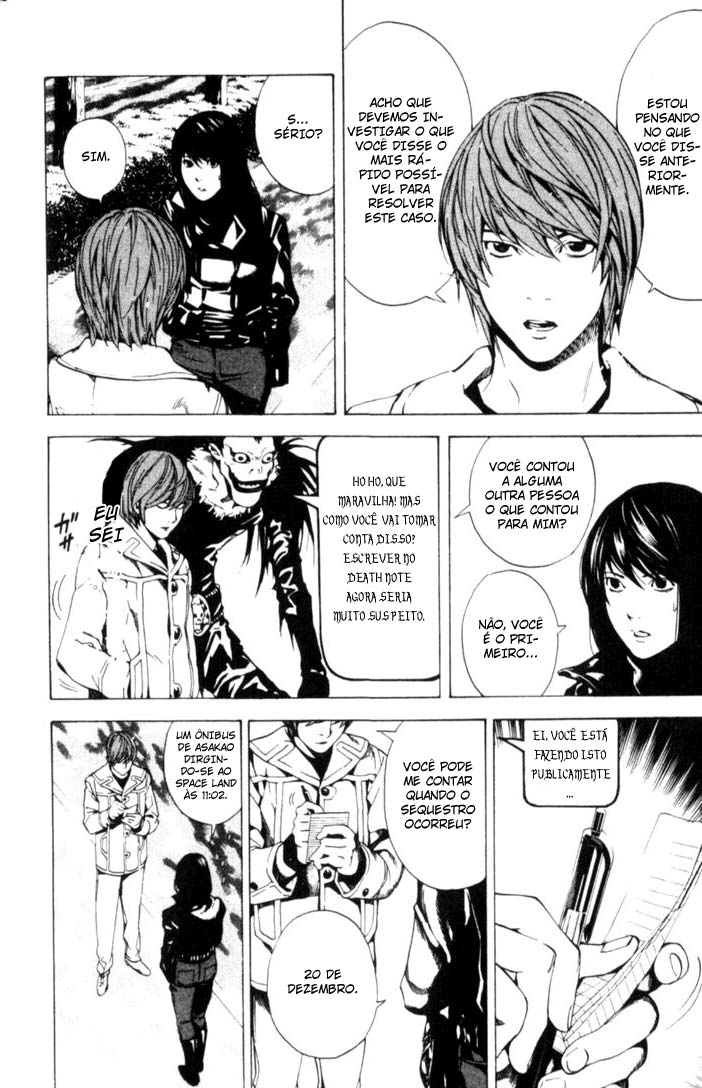 ESTOU
PENSANDO
NO QUE
VOCÊ DIS-
SE ANTE-
RIOR-
MENTE.
ACHO QUE
DEVEMOS IN-
VESTIGAR O QUE
VOCÊ DISSE O
MAIS RÁ-
PIDO POSSÍ-
VEL PARA
RESOLVER
ESTE CASO.
S...
SÉRIO?
SIM.
VOCÊ CONTOU
A ALGUMA
OUTRA PESSOA
O QUE CONTOU
PARA MIM?
NÃO, VOCÊ
É O PRI-
MEIRO...
HO HO, QUE
MARAVILHA! MAS
COMO VOCÊ VAI TOMAR
CONTA DISSO?
ESCREVER NO
DEATH NOTE
AGORA SERIA
MUITO SUSPEITO.
EU
SEI
ガサ
EI, VOCÊ ESTÁ
FAZENDO ISTO
PUBLICAMENTE
...
VOCÊ PODE
ME CONTAR
QUANDO O
SEQUESTRO
OCORREU?
20 DE
DEZEMBRO.
UM ÔNIBUS
DE ASAKAO
DIRGIN-
DO-SE AO
SPACE LAND
ÀS 11:02.